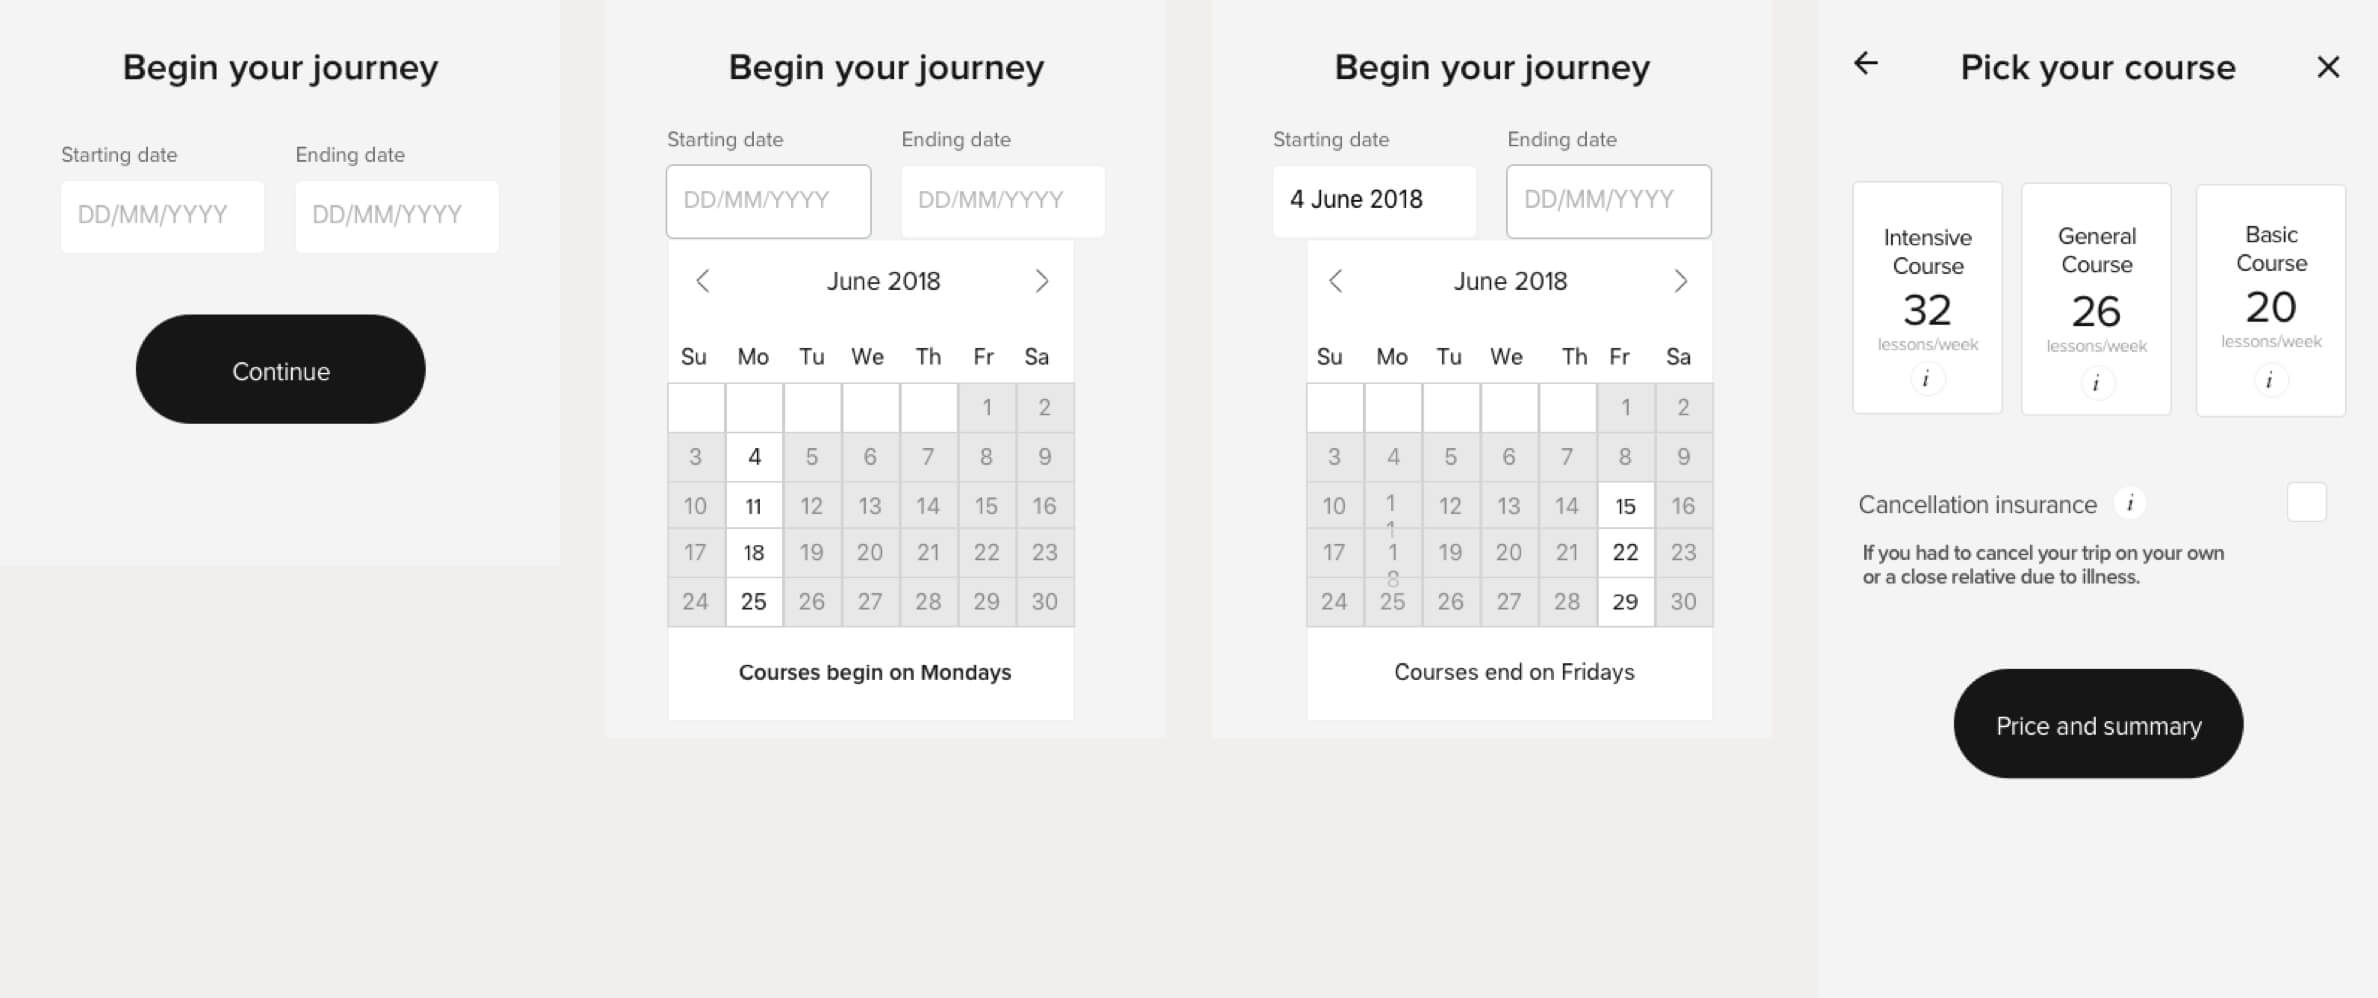 Begin your journey
Starting date
Ending date
DD/MM/YYYY
DD/MM/YYYY
Continue
Begin your journey
Starting date
Ending date
DD/MM/YYYY
DD/MM/YYYY
June 2018
Su Mo Tu We Th Fr Sa
1 2
3 4 5 6 7 8 9
10 11 12 13 14 15 16
17 18 19 20 21 22 23
24 25 26 27 28 29 30
Courses begin on Mondays
Begin your journey
Starting date
Ending date
4 June 2018
DD/MM/YYYY
June 2018
Su Mo Tu We Th Fr Sa
1 2
3 4 5 6 7 8 9
10 11 12 13 14 15 16
17 18 19 20 21 22 23
24 25 26 27 28 29 30
Courses end on Fridays
Pick your course
Intensive
Course
32
lessons/week
i
General
Course
26
lessons/week
i
Basic
Course
20
lessons/week
i
Cancellation insurance i
If you had to cancel your trip on your own
or a close relative due to illness.
Price and summary